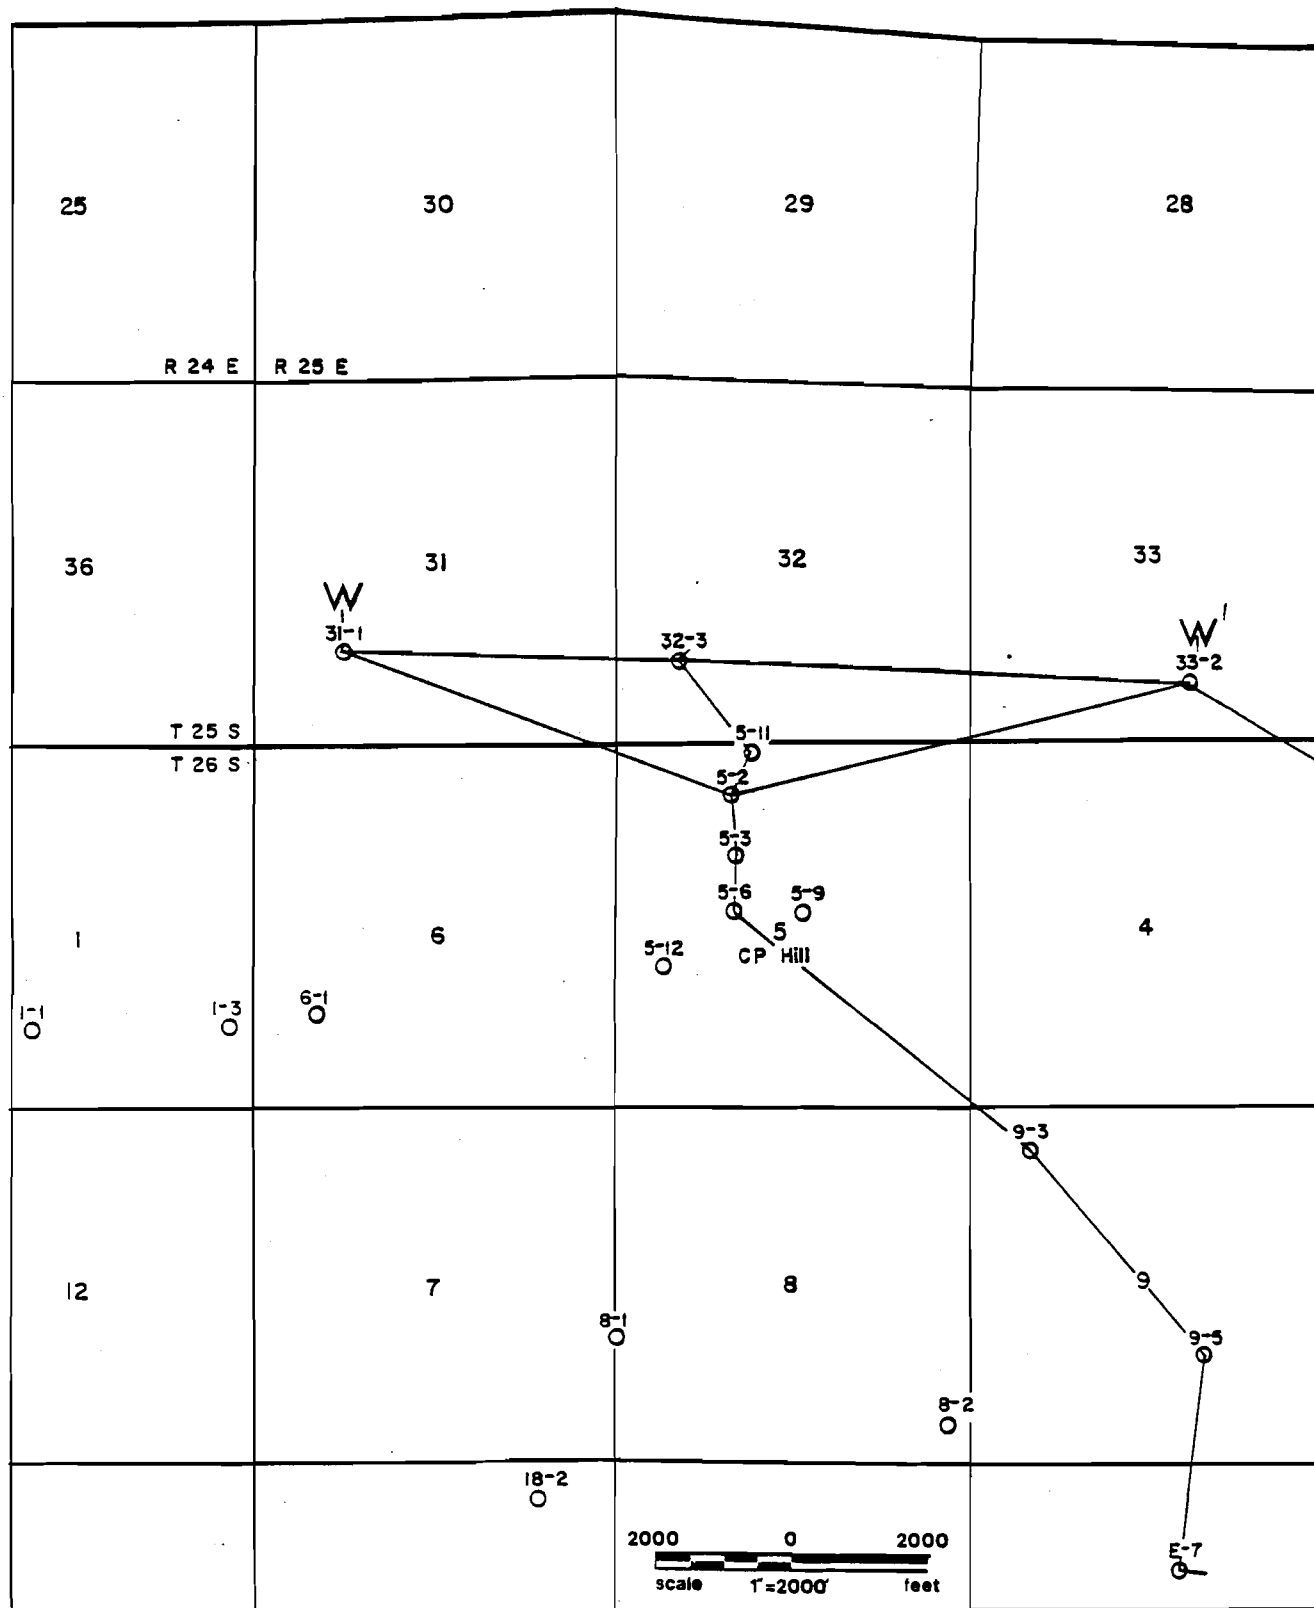 25 30 29 28
R 24 E R 25 E
36 31 32 33
W
31-1
32-3
W'
33-2
T 25 S
T 26 S
5-11
5-2
5-3
5-6 5-9
1 6 5 4
CP Hill
5-12
1-1 1-3 6-1
9-3
12 7 8 9
8-1
9-5
8-2
18-2
2000 0 2000
scale 1"=2000' feet
E-7